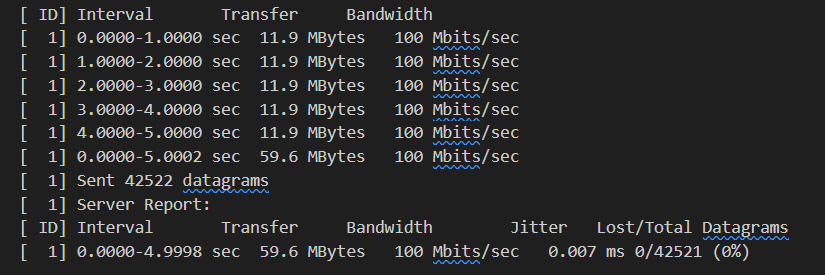 [ ID] Interval       Transfer     Bandwidth
[  1] 0.0000-1.0000 sec  11.9 MBytes   100 Mbits/sec
[  1] 1.0000-2.0000 sec  11.9 MBytes   100 Mbits/sec
[  1] 2.0000-3.0000 sec  11.9 MBytes   100 Mbits/sec
[  1] 3.0000-4.0000 sec  11.9 MBytes   100 Mbits/sec
[  1] 4.0000-5.0000 sec  11.9 MBytes   100 Mbits/sec
[  1] 0.0000-5.0002 sec  59.6 MBytes   100 Mbits/sec
[  1] Sent 42522 datagrams
[  1] Server Report:
[ ID] Interval       Transfer     Bandwidth        Jitter   Lost/Total Datagrams
[  1] 0.0000-4.9998 sec  59.6 MBytes   100 Mbits/sec   0.007 ms 0/42521 (0%)